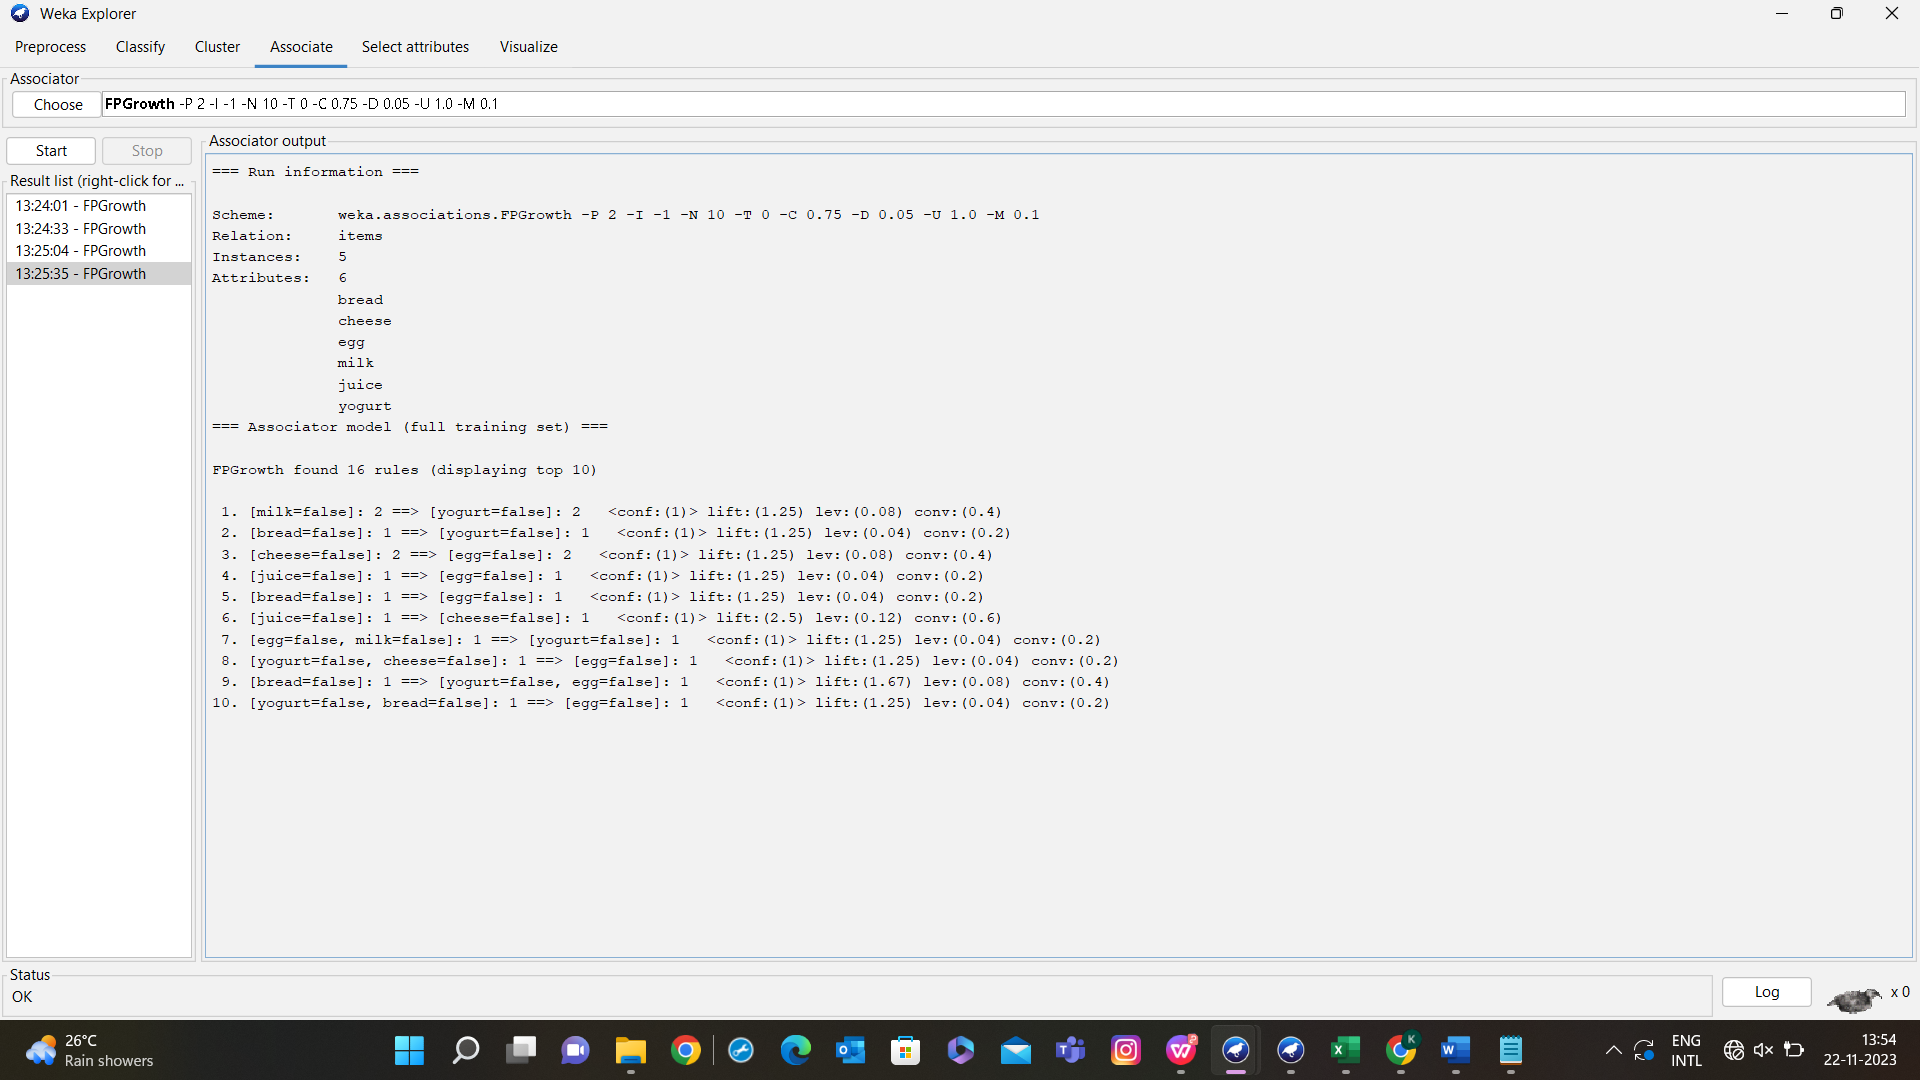 Weka Explorer
Preprocess Classify Cluster Associate Select attributes Visualize
Associator
Choose FPGrowth -P 2 -I -1 -N 10 -T 0 -C 0.75 -D 0.05 -U 1.0 -M 0.1
Start Stop
Result list (right-click for ...
13:24:01 - FPGrowth
13:24:33 - FPGrowth
13:25:04 - FPGrowth
13:25:35 - FPGrowth
Associator output
=== Run information ===
Scheme: weka.associations.FPGrowth -P 2 -I -1 -N 10 -T 0 -C 0.75 -D 0.05 -U 1.0 -M 0.1
Relation: items
Instances: 5
Attributes: 6
bread
cheese
egg
milk
juice
yogurt
=== Associator model (full training set) ===
FPGrowth found 16 rules (displaying top 10)
1. [milk=false]: 2 ==> [yogurt=false]: 2 <conf:(1)> lift:(1.25) lev:(0.08) conv:(0.4)
2. [bread=false]: 1 ==> [yogurt=false]: 1 <conf:(1)> lift:(1.25) lev:(0.04) conv:(0.2)
3. [cheese=false]: 2 ==> [egg=false]: 2 <conf:(1)> lift:(1.25) lev:(0.08) conv:(0.4)
4. [juice=false]: 1 ==> [egg=false]: 1 <conf:(1)> lift:(1.25) lev:(0.04) conv:(0.2)
5. [bread=false]: 1 ==> [egg=false]: 1 <conf:(1)> lift:(1.25) lev:(0.04) conv:(0.2)
6. [juice=false]: 1 ==> [cheese=false]: 1 <conf:(1)> lift:(2.5) lev:(0.12) conv:(0.6)
7. [egg=false, milk=false]: 1 ==> [yogurt=false]: 1 <conf:(1)> lift:(1.25) lev:(0.04) conv:(0.2)
8. [yogurt=false, cheese=false]: 1 ==> [egg=false]: 1 <conf:(1)> lift:(1.25) lev:(0.04) conv:(0.2)
9. [bread=false]: 1 ==> [yogurt=false, egg=false]: 1 <conf:(1)> lift:(1.67) lev:(0.08) conv:(0.4)
10. [yogurt=false, bread=false]: 1 ==> [egg=false]: 1 <conf:(1)> lift:(1.25) lev:(0.04) conv:(0.2)
Status
OK
Log
x 0
26°C
Rain showers
ENG
INTL
13:54
22-11-2023